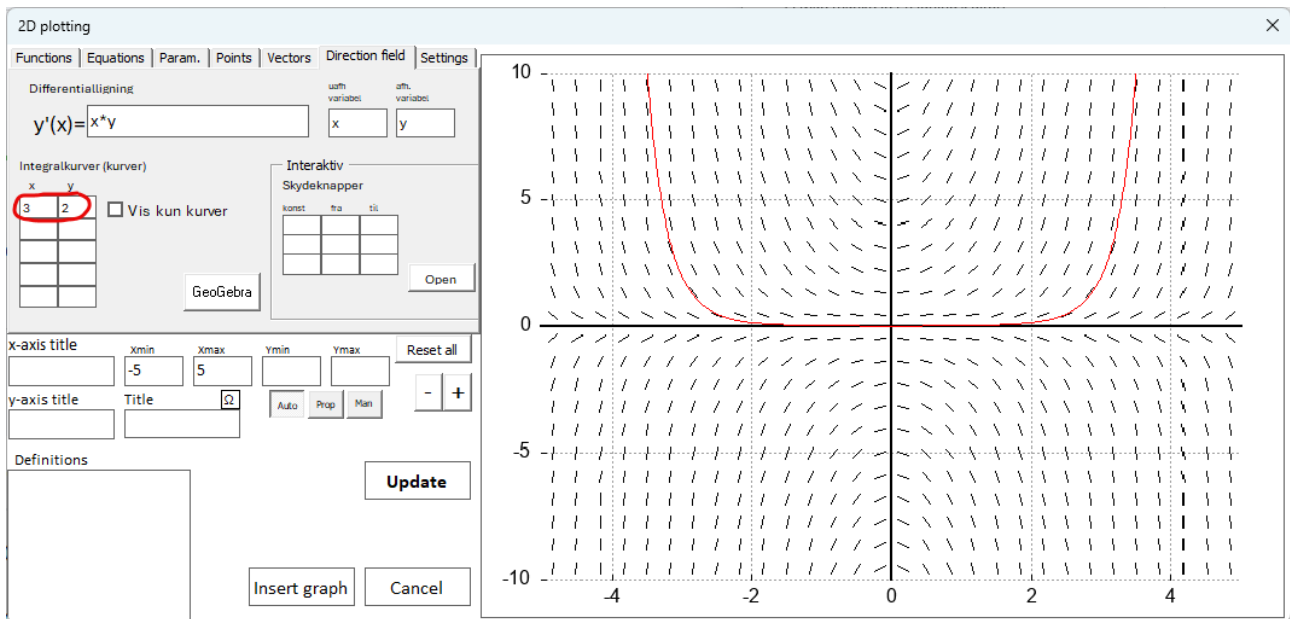 2D plotting
Functions Equations Param. Points Vectors Direction field Settings
Differentialligning
uafh variabel
afh. variabel
y'(x)= x*y
x
y
Integralkurver (kurver)
x y
3 2
Vis kun kurver
GeoGebra
Interaktiv
Skydeknapper
konst fra til
Open
x-axis title
Xmin Xmax Ymin Ymax
-5 5
Reset all
y-axis title
Title
Ω
Auto Prop Man
- +
Definitions
Update
Insert graph Cancel
10
5
0
-5
-10
-4 -2 0 2 4